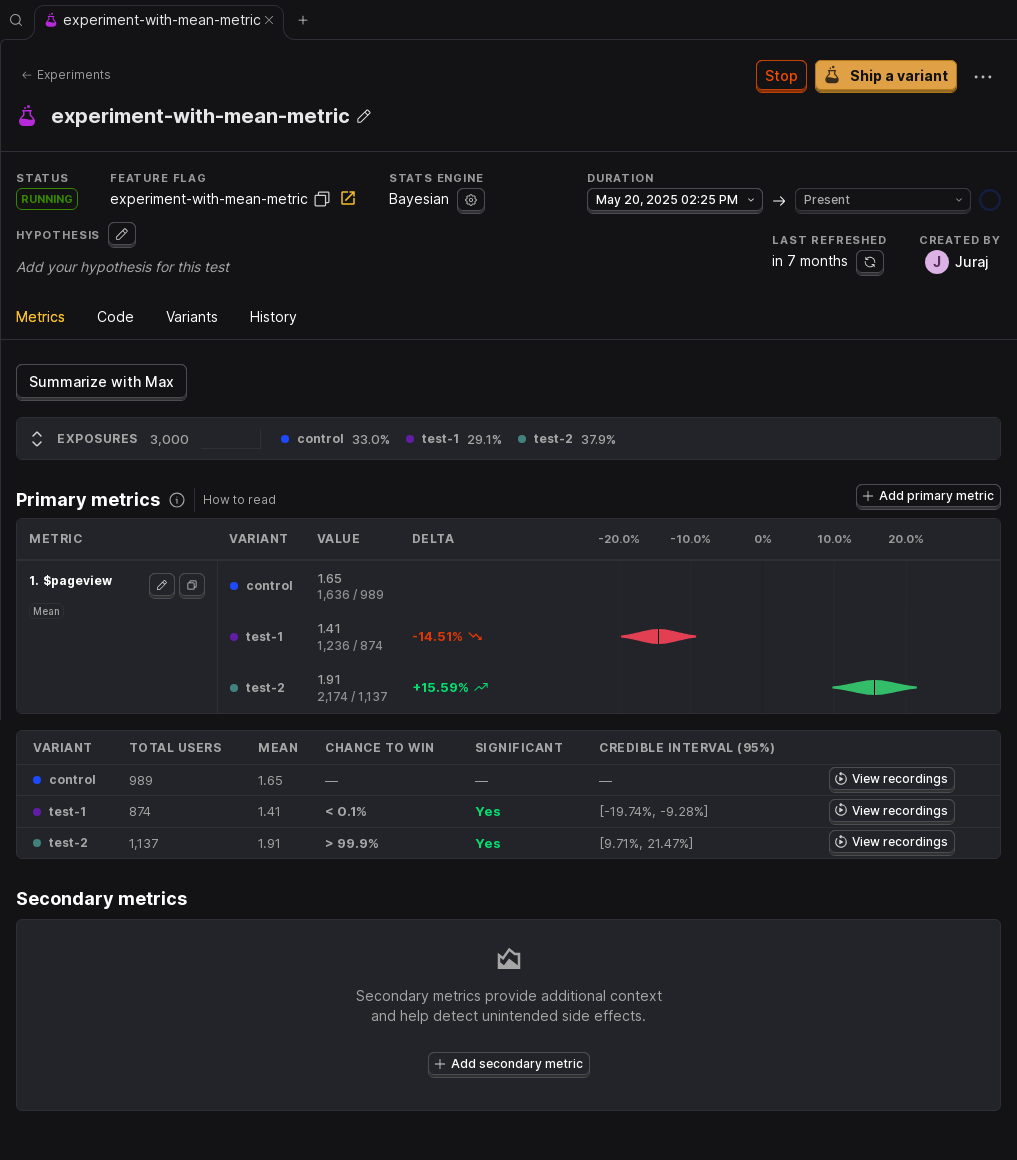 experiment-with-mean-metric
Experiments
Stop
Ship a variant
experiment-with-mean-metric
STATUS
FEATURE FLAG
STATS ENGINE
DURATION
RUNNING
experiment-with-mean-metric
Bayesian
May 20, 2025 02:25 PM
Present
HYPOTHESIS
LAST REFRESHED
CREATED BY
Add your hypothesis for this test
in 7 months
J Juraj
Metrics Code Variants History
Summarize with Max
EXPOSURES 3,000 control 33.0% test-1 29.1% test-2 37.9%
Primary metrics How to read
Add primary metric
METRIC VARIANT VALUE DELTA -20.0% -10.0% 0% 10.0% 20.0%
1. $pageview
Mean
control 1.65
1,636 / 989
test-1 1.41 -14.51%
1,236 / 874
test-2 1.91 +15.59%
2,174 / 1,137
VARIANT TOTAL USERS MEAN CHANCE TO WIN SIGNIFICANT CREDIBLE INTERVAL (95%)
control 989 1.65 — — — View recordings
test-1 874 1.41 < 0.1% Yes [-19.74%, -9.28%] View recordings
test-2 1,137 1.91 > 99.9% Yes [9.71%, 21.47%] View recordings
Secondary metrics
Secondary metrics provide additional context
and help detect unintended side effects.
Add secondary metric